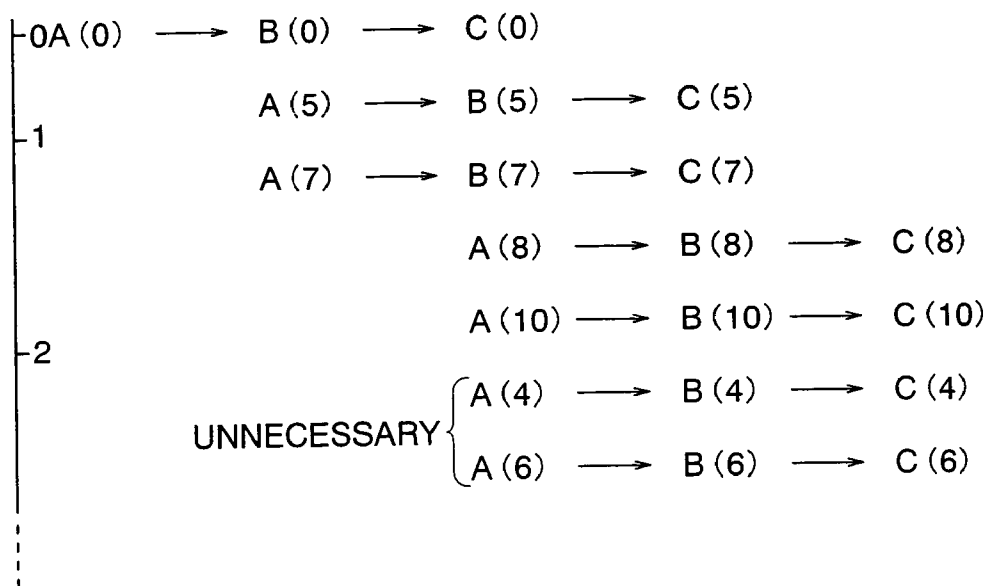 0A (0) → B (0) → C (0)
A (5) → B (5) → C (5)
1
A (7) → B (7) → C (7)
A (8) → B (8) → C (8)
A (10) → B (10) → C (10)
2
A (4) → B (4) → C (4)
UNNECESSARY
A (6) → B (6) → C (6)